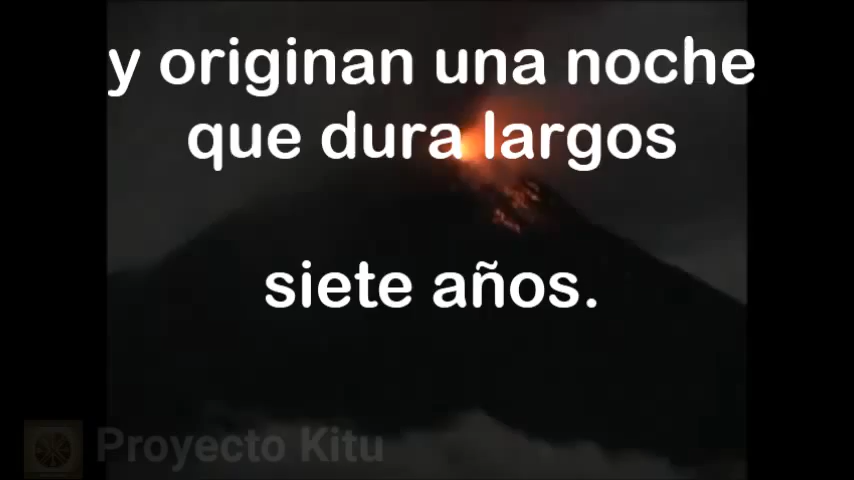 y originan una noche
que dura largos
siete años.
Proyecto Kitu